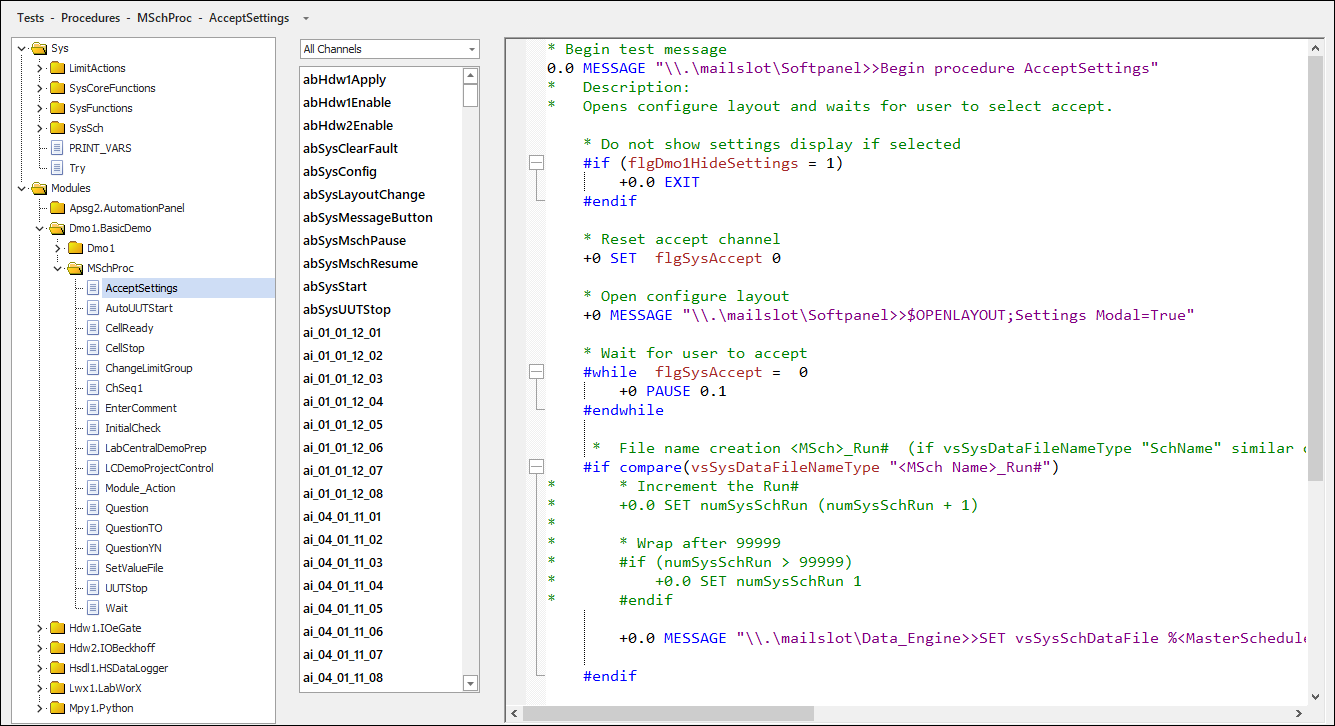 Tests - Procedures - MSchProc - AcceptSettings
Sys
LimitActions
SysCoreFunctions
SysFunctions
SysSch
PRINT_VARS
Try
Modules
Apsg2.AutomationPanel
Dmo1.BasicDemo
Dmo1
MSchProc
AcceptSettings
AutoUUTStart
CellReady
CellStop
ChangeLimitGroup
ChSeq1
EnterComment
InitialCheck
LabCentralDemoPrep
LCDemoProjectControl
Module_Action
Question
QuestionTO
QuestionYN
SetValueFile
UUTStop
Wait
Hdw1.IOeGate
Hdw2.IOBeckhoff
Hsdl1.HSDataLogger
Lwx1.LabWorX
Mpy1.Python
All Channels
abHdw1Apply
abHdw1Enable
abHdw2Enable
abSysClearFault
abSysConfig
abSysLayoutChange
abSysMessageButton
abSysMschPause
abSysMschResume
abSysStart
abSysUUTStop
ai_01_01_12_01
ai_01_01_12_02
ai_01_01_12_03
ai_01_01_12_04
ai_01_01_12_05
ai_01_01_12_06
ai_01_01_12_07
ai_01_01_12_08
ai_04_01_11_01
ai_04_01_11_02
ai_04_01_11_03
ai_04_01_11_04
ai_04_01_11_05
ai_04_01_11_06
ai_04_01_11_07
ai_04_01_11_08
* Begin test message
0.0 MESSAGE "\\.\mailslot\Softpanel>>Begin procedure AcceptSettings"
* Description:
* Opens configure layout and waits for user to select accept.
* Do not show settings display if selected
#if (flgDmo1HideSettings = 1)
+0.0 EXIT
#endif
* Reset accept channel
+0 SET flgSysAccept 0
* Open configure layout
+0 MESSAGE "\\.\mailslot\Softpanel>>$OPENLAYOUT;Settings Modal=True"
* Wait for user to accept
#while flgSysAccept = 0
+0 PAUSE 0.1
#endwhile
* File name creation <MSch>_Run# (if vsSysDataFileNameType "SchName" similar
#if compare(vsSysDataFileNameType "<MSch Name>_Run#")
* * Increment the Run#
* +0.0 SET numSysSchRun (numSysSchRun + 1)
*
* * Wrap after 99999
* #if (numSysSchRun > 99999)
* +0.0 SET numSysSchRun 1
* #endif
+0.0 MESSAGE "\\.\mailslot\Data_Engine>>SET vsSysSchDataFile %<MasterSchedule
#endif